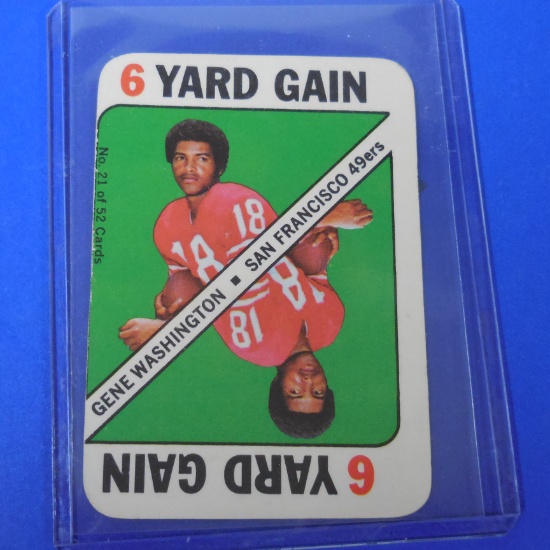 6 YARD GAIN
No. 21 of 52 Cards
18
18
GENE WASHINGTON ▪ SAN FRANCISCO 49ers
18
18
6 YARD GAIN